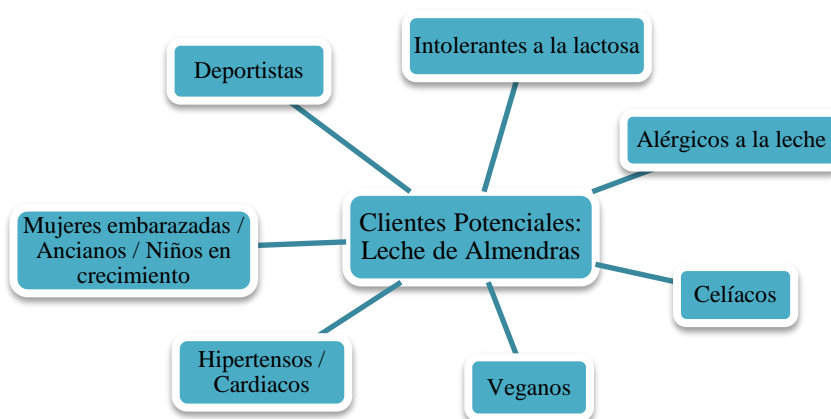 Intolerantes a la lactosa
Deportistas
Alérgicos a la leche
Clientes Potenciales:
Leche de Almendras
Mujeres embarazadas /
Ancianos / Niños en
crecimiento
Celíacos
Hipertensos /
Cardiacos
Veganos